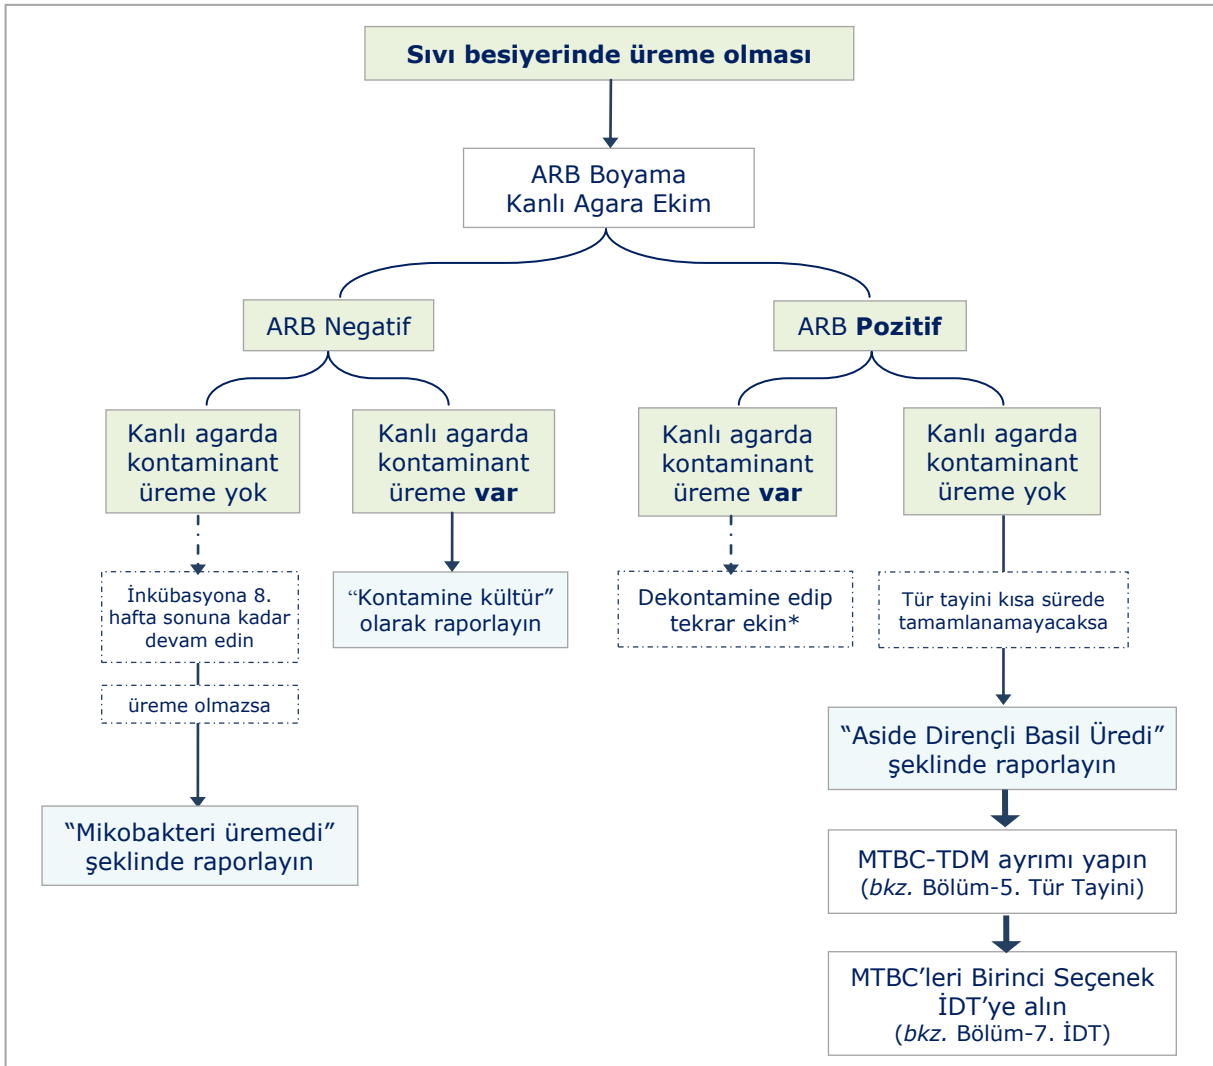 Sıvı besiyerinde üreme olması
ARB Boyama
Kanlı Agara Ekim
ARB Negatif
ARB Pozitif
Kanlı agarda
kontaminant
üreme yok
Kanlı agarda
kontaminant
üreme var
Kanlı agarda
kontaminant
üreme var
Kanlı agarda
kontaminant
üreme yok
İnkübasyona 8.
hafta sonuna kadar
devam edin
“Kontamine kültür”
olarak raporlayın
Dekontamine edip
tekrar ekin*
Tür tayini kısa sürede
tamamlanamayacaksa
üreme olmazsa
“Aside Dirençli Basil Üredi”
şeklinde raporlayın
“Mikobakteri üremedi”
şeklinde raporlayın
MTBC-TDM ayrımı yapın
(bkz. Bölüm-5. Tür Tayini)
MTBC’leri Birinci Seçenek
İDT’ye alın
(bkz. Bölüm-7. İDT)